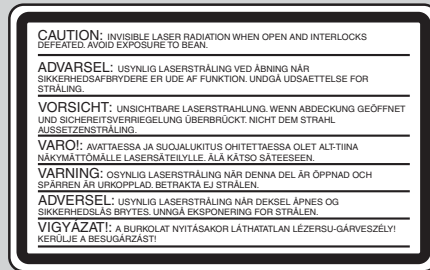 CAUTION: INVISIBLE LASER RADIATION WHEN OPEN AND INTERLOCKS
DEFEATED. AVOID EXPOSURE TO BEAN.
ADVARSEL: USYNLIG LASERSTRÅLING VED ÅBNING NÅR
SIKKERHEDSAFBRYDERE ER UDE AF FUNKTION. UNDGÅ UDSAETTELSE FOR
STRÅLING.
VORSICHT: UNSICHTBARE LASERSTRAHLUNG. WENN ABDECKUNG GEÖFFNET
UND SICHEREITSVERRIEGELUNG ÜBERBRÜCKT. NICHT DEM STRAHL
AUSSETZENSTRÅLING.
VARO!: AVATTAESSA JA SUOJALUKITUS OHITETTAESSA OLET ALT-TIINA
NÄKYMÄTTÖMÄLLE LASERSÄTEILYLLE. ÄLÄ KÄTSO SÄTEESEEN.
VARNING: OSYNLIG LASERSTRÅLING NÄR DENNA DEL ÄR ÖPPNAD OCH
SPÄRREN ÄR URKOPPLAD. BETRAKTA EJ STRÅLEN.
ADVERSEL: USYNLIG LASERSTRÅLING NÅR DEKSEL ÅPNES OG
SIKKERHEDSLÅS BRYTES. UNNGÅ EKSPONERING FOR STRÅLEN.
VIGYÁZAT!: A BURKOLAT NYITÁSAKOR LÁTHATATLAN LÉZERSU-GÁRVESZÉLY!
KERÜLJE A BESUGÁRZÁST!